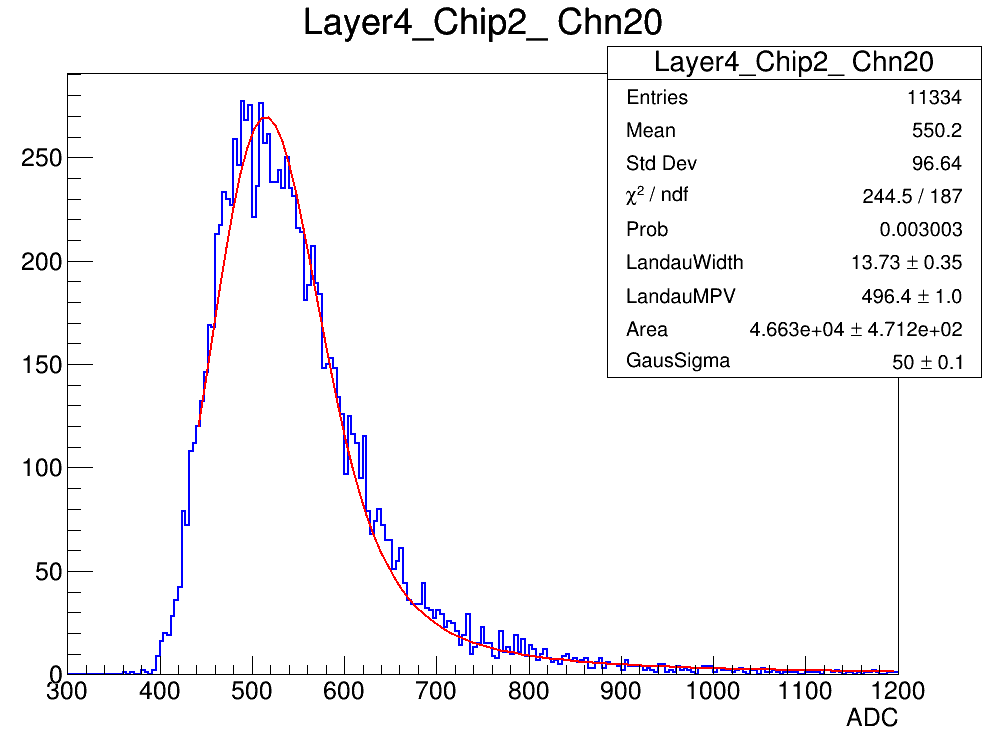 Layer4_Chip2_ Chn20
Layer4_Chip2_ Chn20
Entries 11334
Mean 550.2
Std Dev 96.64
χ² / ndf 244.5 / 187
Prob 0.003003
LandauWidth 13.73 ± 0.35
LandauMPV 496.4 ± 1.0
Area 4.663e+04 ± 4.712e+02
GausSigma 50 ± 0.1
250
200
150
100
50
0
300 400 500 600 700 800 900 1000 1100 1200
ADC